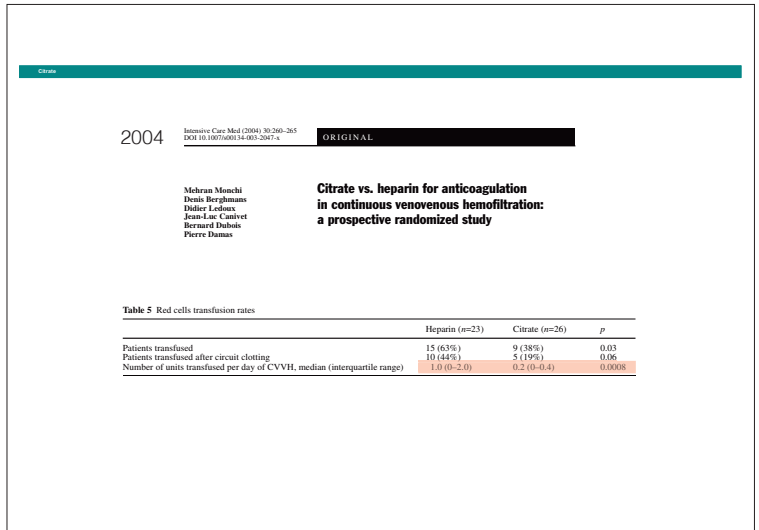 Citrate
2004
Intensive Care Med (2004) 30:260–265
DOI 10.1007/s00134-003-2047-x
ORIGINAL
Mehran Monchi
Denis Berghmans
Didier Ledoux
Jean-Luc Canivet
Bernard Dubois
Pierre Damas
Citrate vs. heparin for anticoagulation
in continuous venovenous hemofiltration:
a prospective randomized study
Table 5 Red cells transfusion rates
Heparin (n=23) Citrate (n=26) p
Patients transfused 15 (63%) 9 (38%) 0.03
Patients transfused after circuit clotting 10 (44%) 5 (19%) 0.06
Number of units transfused per day of CVVH, median (interquartile range) 1.0 (0–2.0) 0.2 (0–0.4) 0.0008